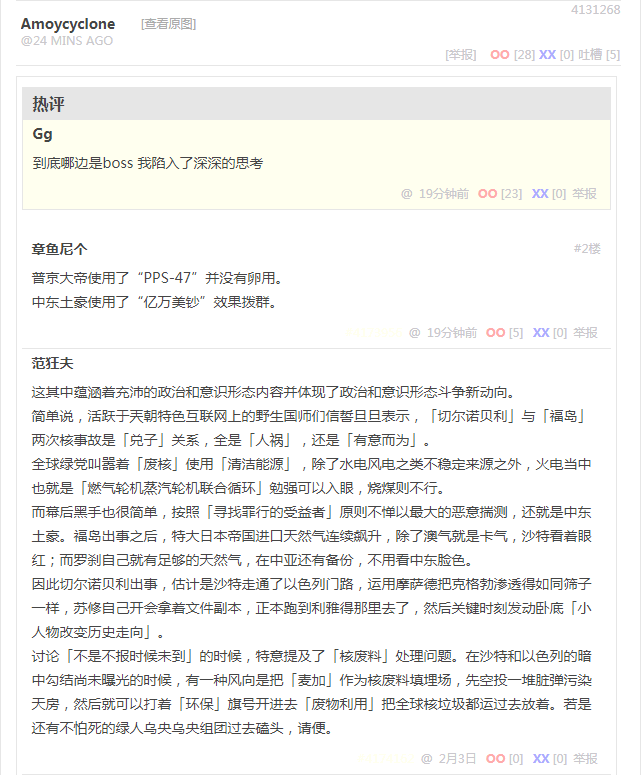 4131268
Amoycyclone [查看原图]
@24 MINS AGO
[举报] OO [28] XX [0] 吐槽 [5]
热评
Gg
到底哪边是boss 我陷入了深深的思考
@ 19分钟前 OO [23] XX [0] 举报
章鱼尼个 #2楼
普京大帝使用了“PPS-47”并没有卵用。
中东土豪使用了“亿万美钞”效果拨群。
@ 19分钟前 OO [5] XX [0] 举报
范狂夫
这其中蕴涵着充沛的政治和意识形态内容并体现了政治和意识形态斗争新动向。
简单说，活跃于天朝特色互联网上的野生国师们信誓旦旦表示，「切尔诺贝利」与「福岛」
两次核事故是「兑子」关系，全是「人祸」，还是「有意而为」。
全球绿党叫嚣着「废核」使用「清洁能源」，除了水电风电之类不稳定来源之外，火电当中
也就是「燃气轮机蒸汽轮机联合循环」勉强可以入眼，烧煤则不行。
而幕后黑手也很简单，按照「寻找罪行的受益者」原则不惮以最大的恶意揣测，还就是中东
土豪。福岛出事之后，特大日本帝国进口天然气连续飙升，除了澳气就是卡气，沙特看着眼
红；而罗刹自己就有足够的天然气，在中亚还有备份，不用看中东脸色。
因此切尔诺贝利出事，估计是沙特走通了以色列门路，运用摩萨德把克格勃渗透得如同筛子
一样，苏修自己开会拿着文件副本，正本跑到利雅得那里去了，然后关键时刻发动卧底「小
人物改变历史走向」。
讨论「不是不报时候未到」的时候，特意提及了「核废料」处理问题。在沙特和以色列的暗
中勾结尚未曝光的时候，有一种风向是把「麦加」作为核废料填埋场，先空投一堆脏弹污染
天房，然后就可以打着「环保」旗号开进去「废物利用」把全球核垃圾都运过去放着。若是
还有不怕死的绿人乌央乌央组团过去磕头，请便。
@ 2月3日 OO [0] XX [0] 举报